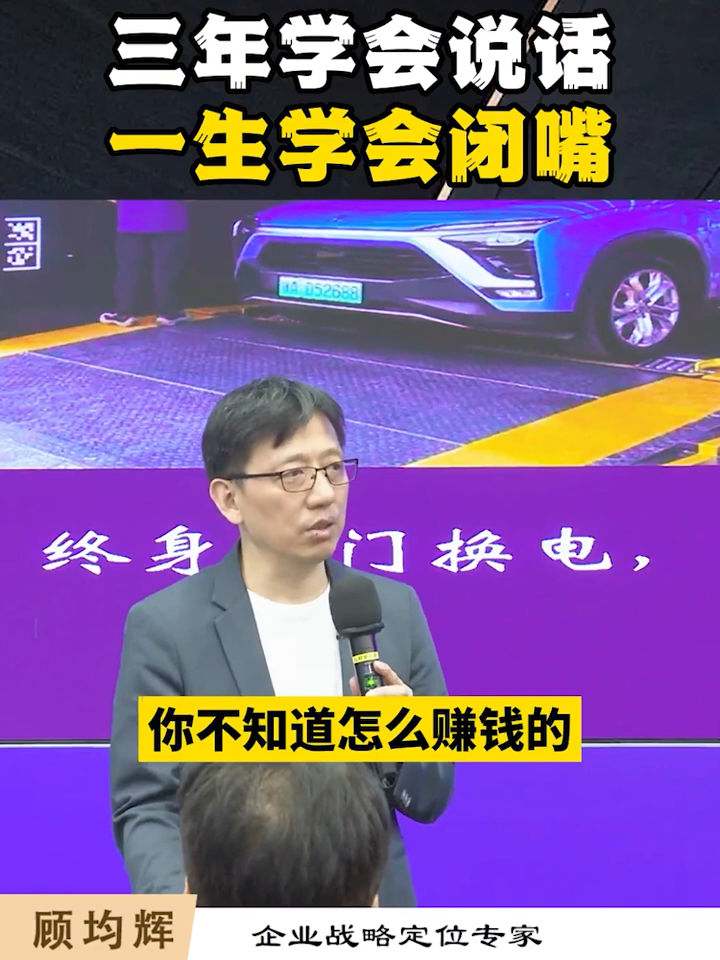 三年学会说话
一生学会闭嘴
D52688
终身 门换电，
你不知道怎么赚钱的
顾均辉
企业战略定位专家